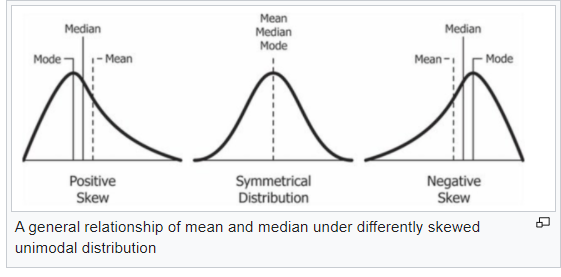 Median
Mode
Mean
Positive
Skew
Mean
Median
Mode
Symmetrical
Distribution
Median
Mean
Mode
Negative
Skew
A general relationship of mean and median under differently skewed
unimodal distribution